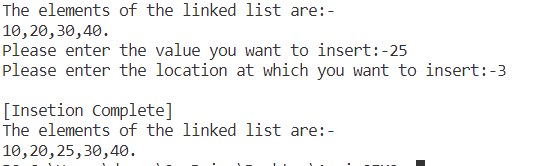 The elements of the linked list are:-
10,20,30,40.
Please enter the value you want to insert:-25
Please enter the location at which you want to insert:-3
[Insetion Complete]
The elements of the linked list are:-
10,20,25,30,40.